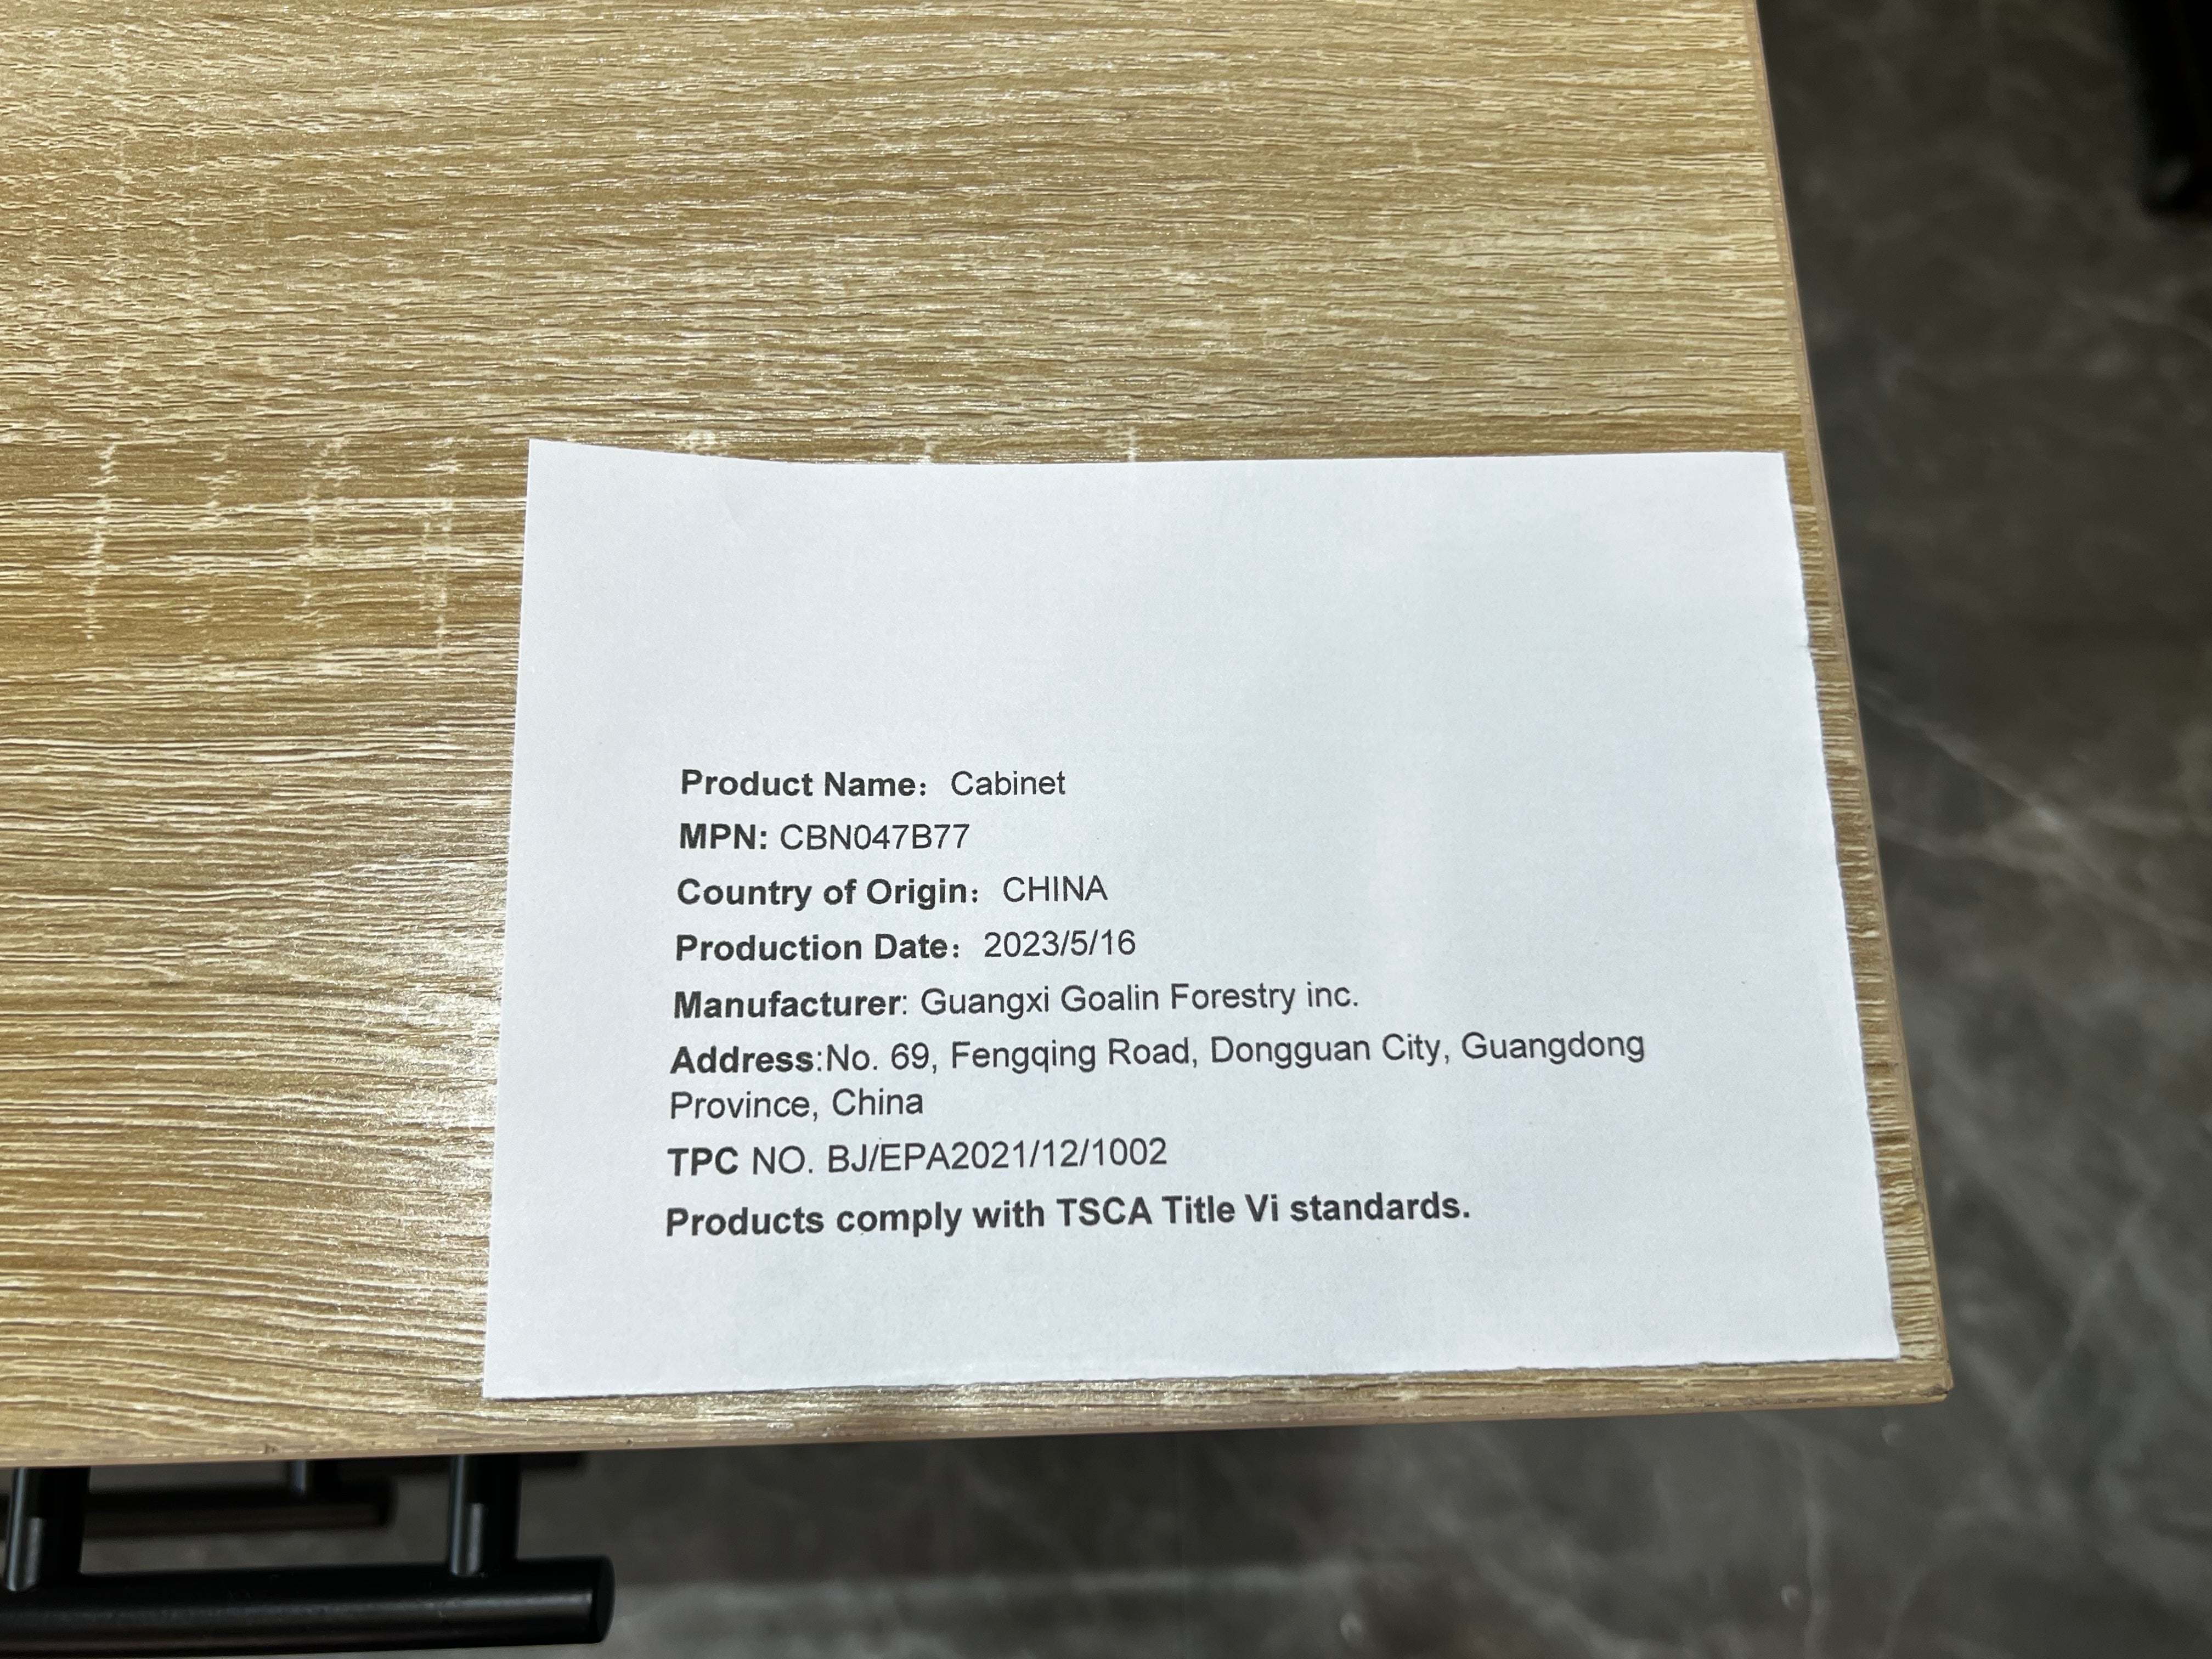 Product Name： Cabinet
MPN: CBN047B77
Country of Origin： CHINA
Production Date： 2023/5/16
Manufacturer: Guangxi Goalin Forestry inc.
Address:No. 69, Fengqing Road, Dongguan City, Guangdong
Province, China
TPC NO. BJ/EPA2021/12/1002
Products comply with TSCA Title Vi standards.